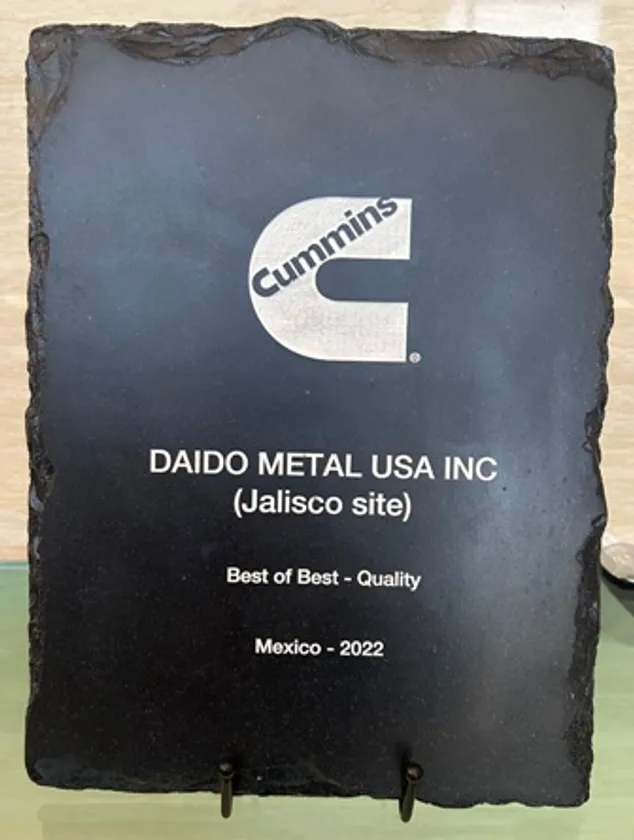 Cummins
®
DAIDO METAL USA INC
(Jalisco site)
Best of Best - Quality
Mexico - 2022